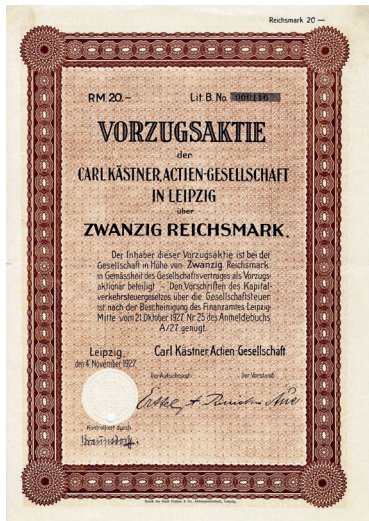 Reichsmark 20 —
RM 20.– Lit. B. No. 000116
VORZUGSAKTIE
der
CARL KÄSTNER, ACTIEN-GESELLSCHAFT
IN LEIPZIG
über
ZWANZIG REICHSMARK.
Der Inhaber dieser Vorzugsaktie ist bei der
Gesellschaft in Höhe von Zwanzig Reichsmark
in Gemässheit des Gesellschaftsvertrages als Vorzugs-
aktionär beteiligt – Den Vorschriften des Kapital-
verkehrsteuergesetzes über die Gesellschaftsteuer
ist nach der Bescheinigung des Finanzamtes Leipzig-
Mitte vom 21. Oktober 1927 Nr. 25 des Anmeldebuchs
A/27 genügt.
Leipzig, Carl Kästner, Actien-Gesellschaft
den 4. November 1927.
Der Aufsichtsrat: Der Vorstand:
Kontrolliert durch